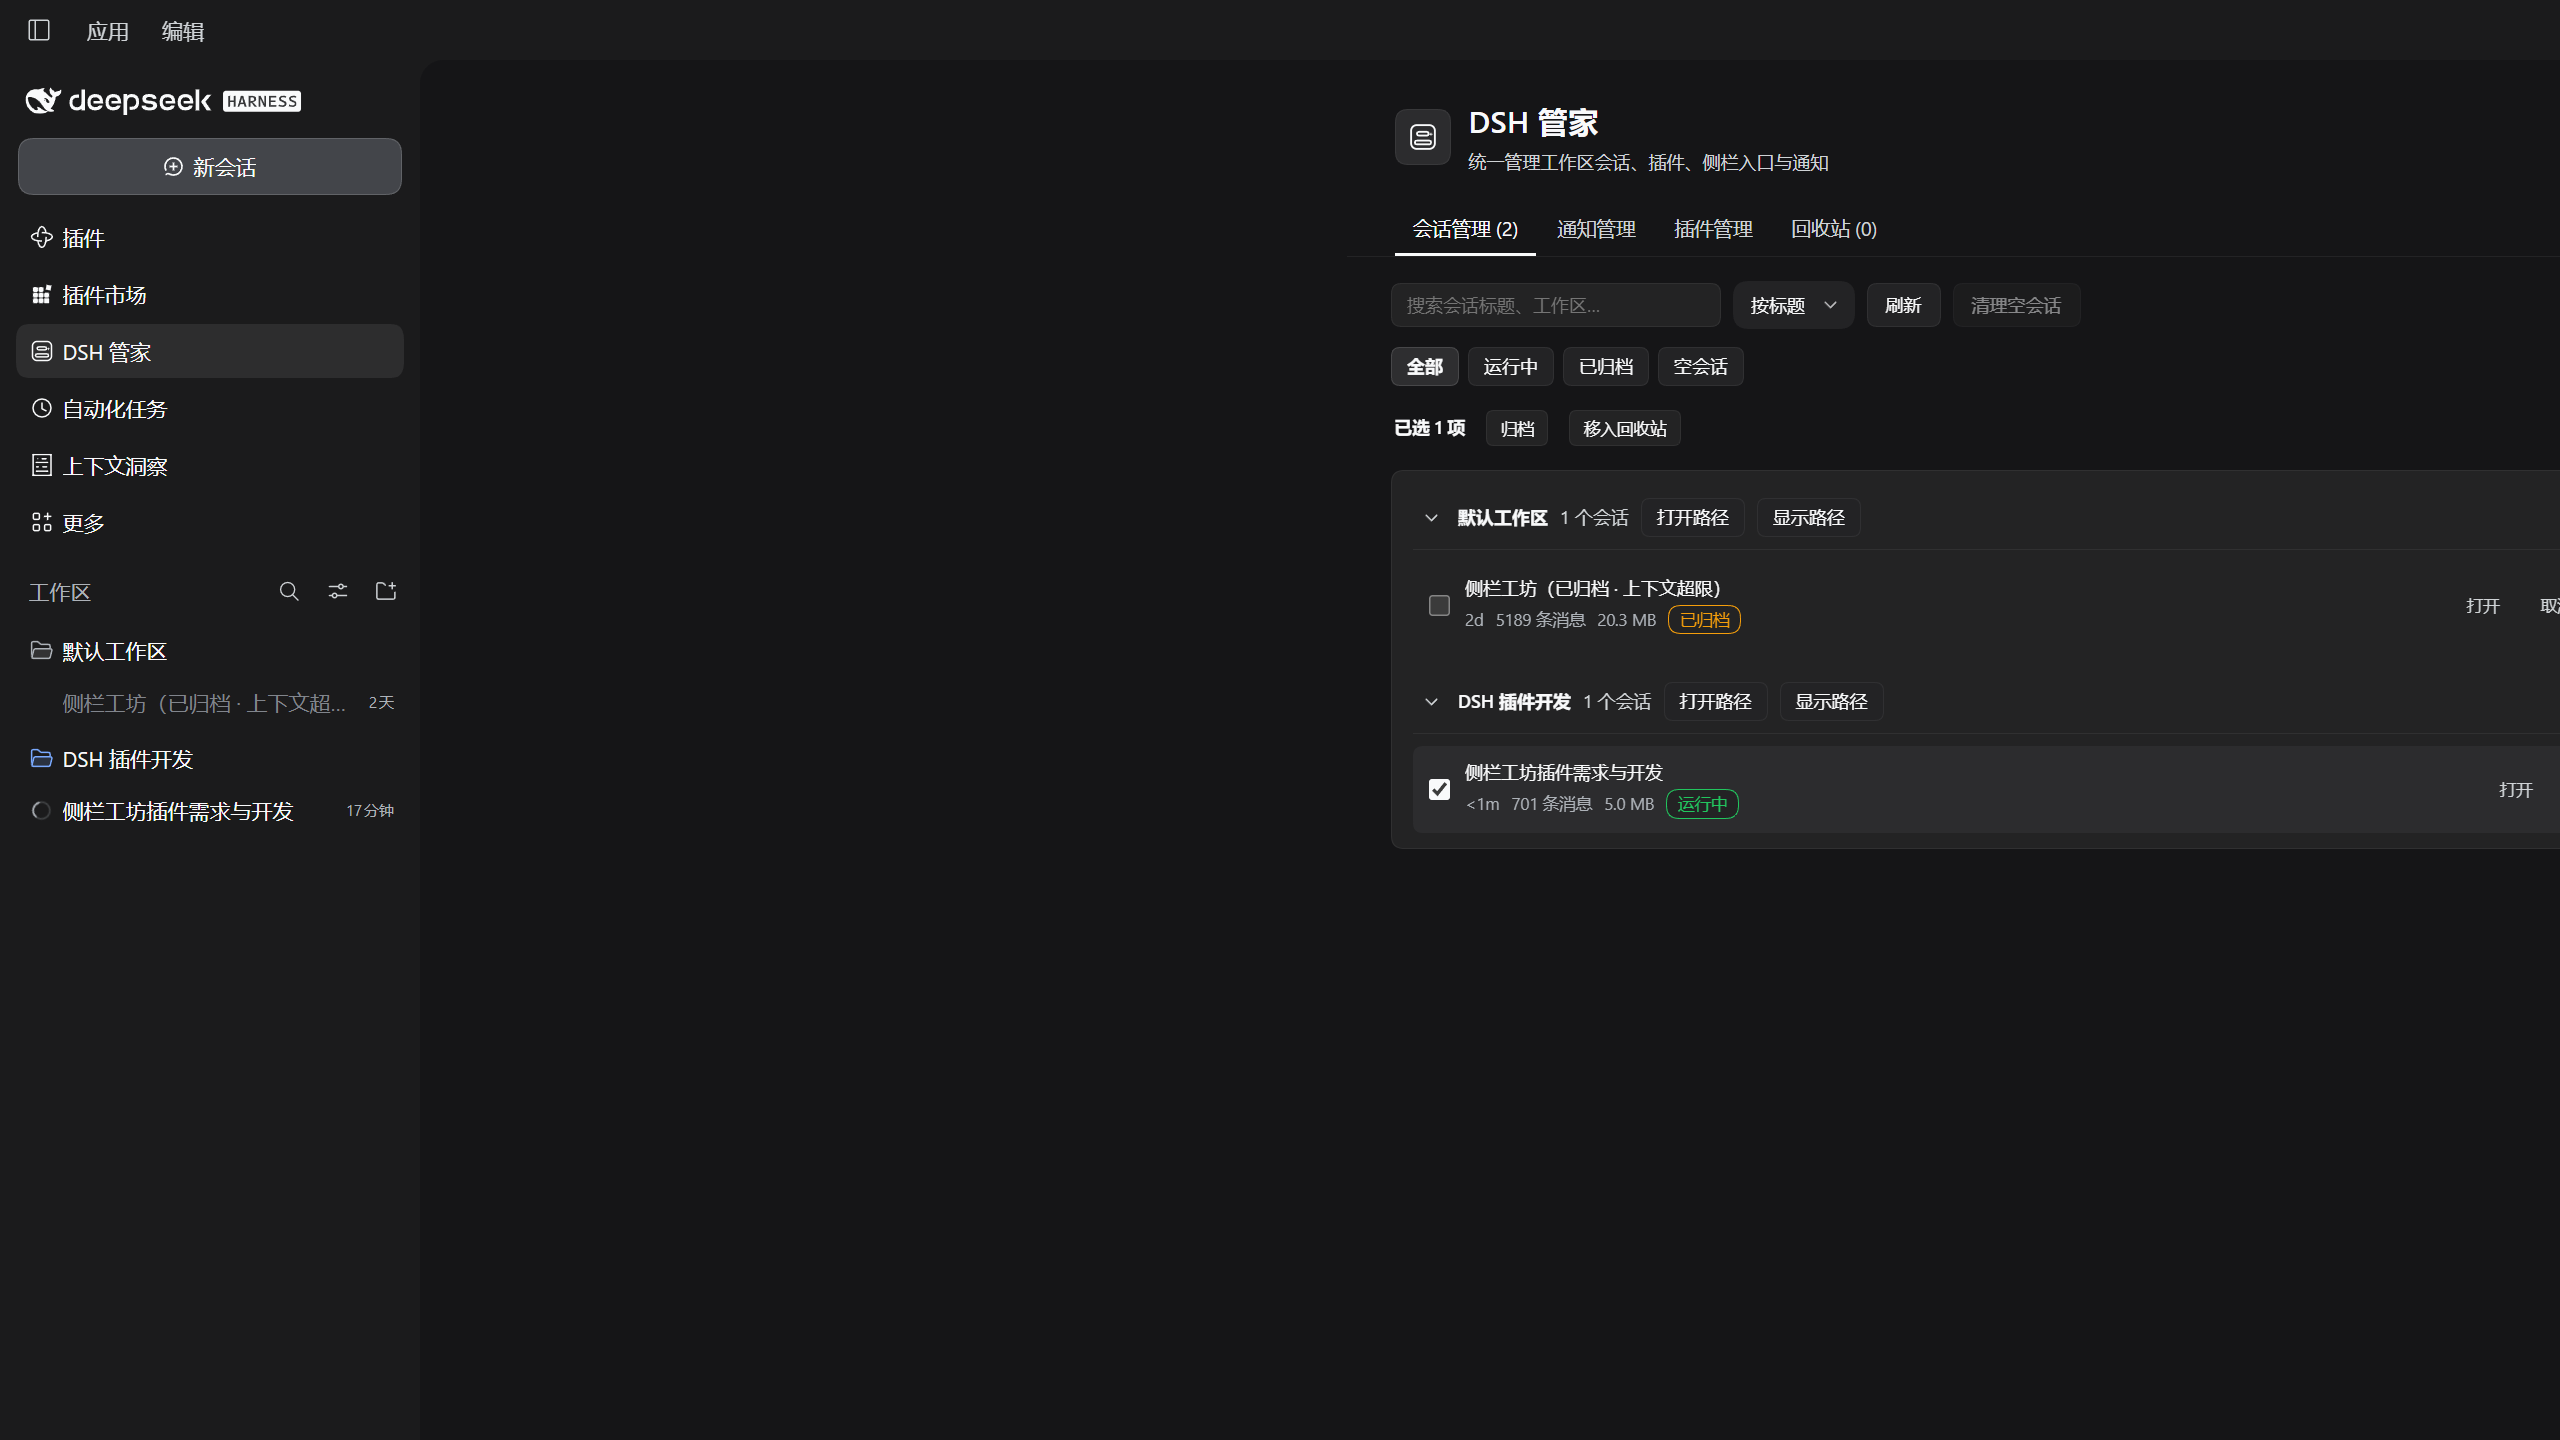 应用 编辑
deepseek HARNESS
新会话
插件
插件市场
DSH 管家
自动化任务
上下文洞察
更多
工作区
默认工作区
侧栏工坊（已归档 · 上下文超... 2天
DSH 插件开发
侧栏工坊插件需求与开发 17分钟
DSH 管家
统一管理工作区会话、插件、侧栏入口与通知
会话管理 (2) 通知管理 插件管理 回收站 (0)
搜索会话标题、工作区... 按标题 刷新 清理空会话
全部 运行中 已归档 空会话
已选 1 项 归档 移入回收站
默认工作区 1 个会话 打开路径 显示路径
侧栏工坊（已归档 · 上下文超限）
2d 5189 条消息 20.3 MB 已归档
打开 取
DSH 插件开发 1 个会话 打开路径 显示路径
侧栏工坊插件需求与开发
<1m 701 条消息 5.0 MB 运行中
打开